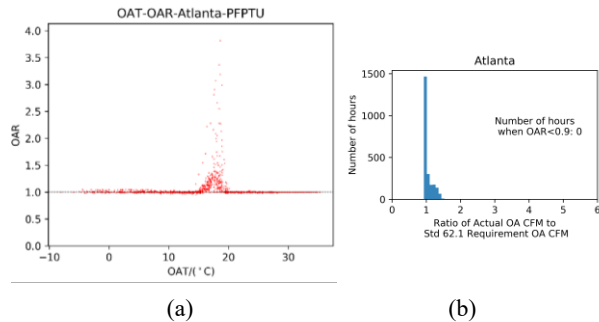 OAT-OAR-Atlanta-PFPTU
4.0
3.5
3.0
2.5
2.0
1.5
1.0
0.5
0.0
OAR
−10
0
10
20
30
OAT/(°C)
(a)
Atlanta
1500
1000
500
0
Number of hours
Number of hours
when OAR<0.9: 0
0
1
2
3
4
5
6
Ratio of Actual OA CFM to
Std 62.1 Requirement OA CFM
(b)